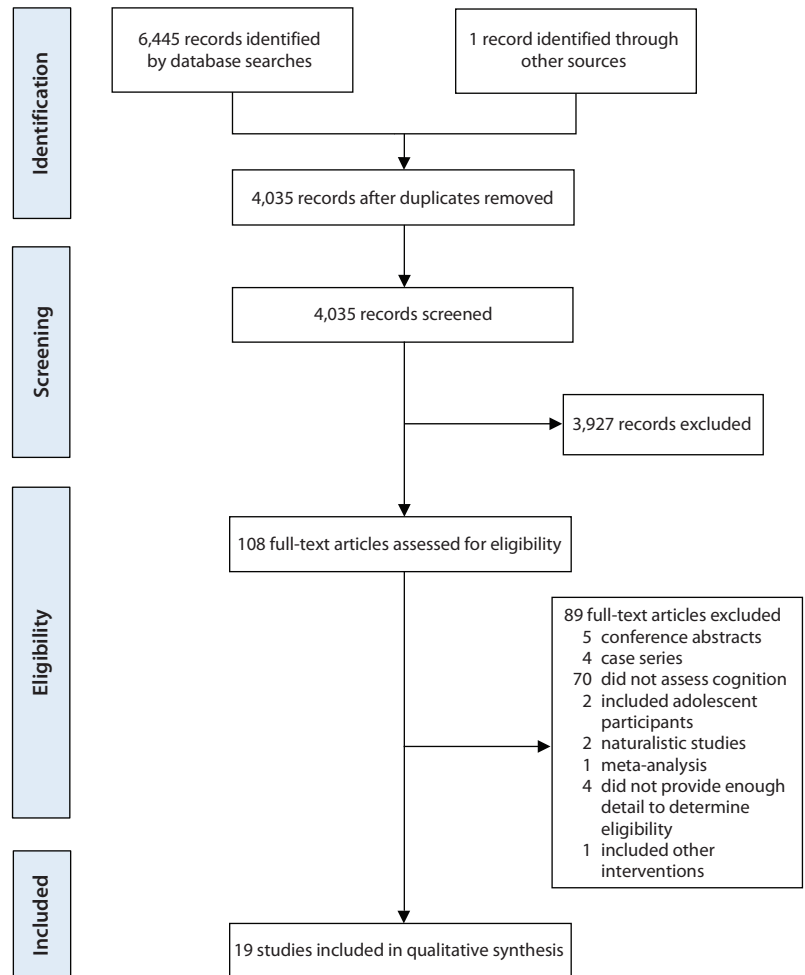 Identification
6,445 records identified
by database searches
1 record identified through
other sources
4,035 records after duplicates removed
Screening
4,035 records screened
3,927 records excluded
Eligibility
108 full-text articles assessed for eligibility
89 full-text articles excluded
5 conference abstracts
4 case series
70 did not assess cognition
2 included adolescent
participants
2 naturalistic studies
1 meta-analysis
4 did not provide enough
detail to determine
eligibility
1 included other
interventions
Included
19 studies included in qualitative synthesis